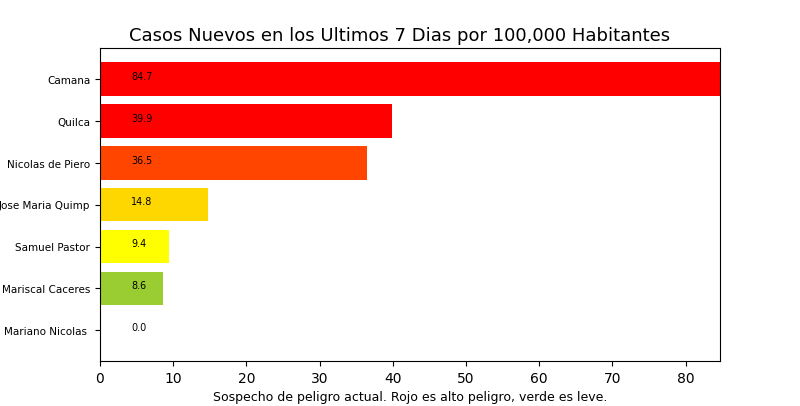 Casos Nuevos en los Ultimos 7 Dias por 100,000 Habitantes
Camana 84.7
Quilca 39.9
Nicolas de Piero 36.5
Jose Maria Quimp 14.8
Samuel Pastor 9.4
Mariscal Caceres 8.6
Mariano Nicolas 0.0
0 10 20 30 40 50 60 70 80
Sospecho de peligro actual. Rojo es alto peligro, verde es leve.